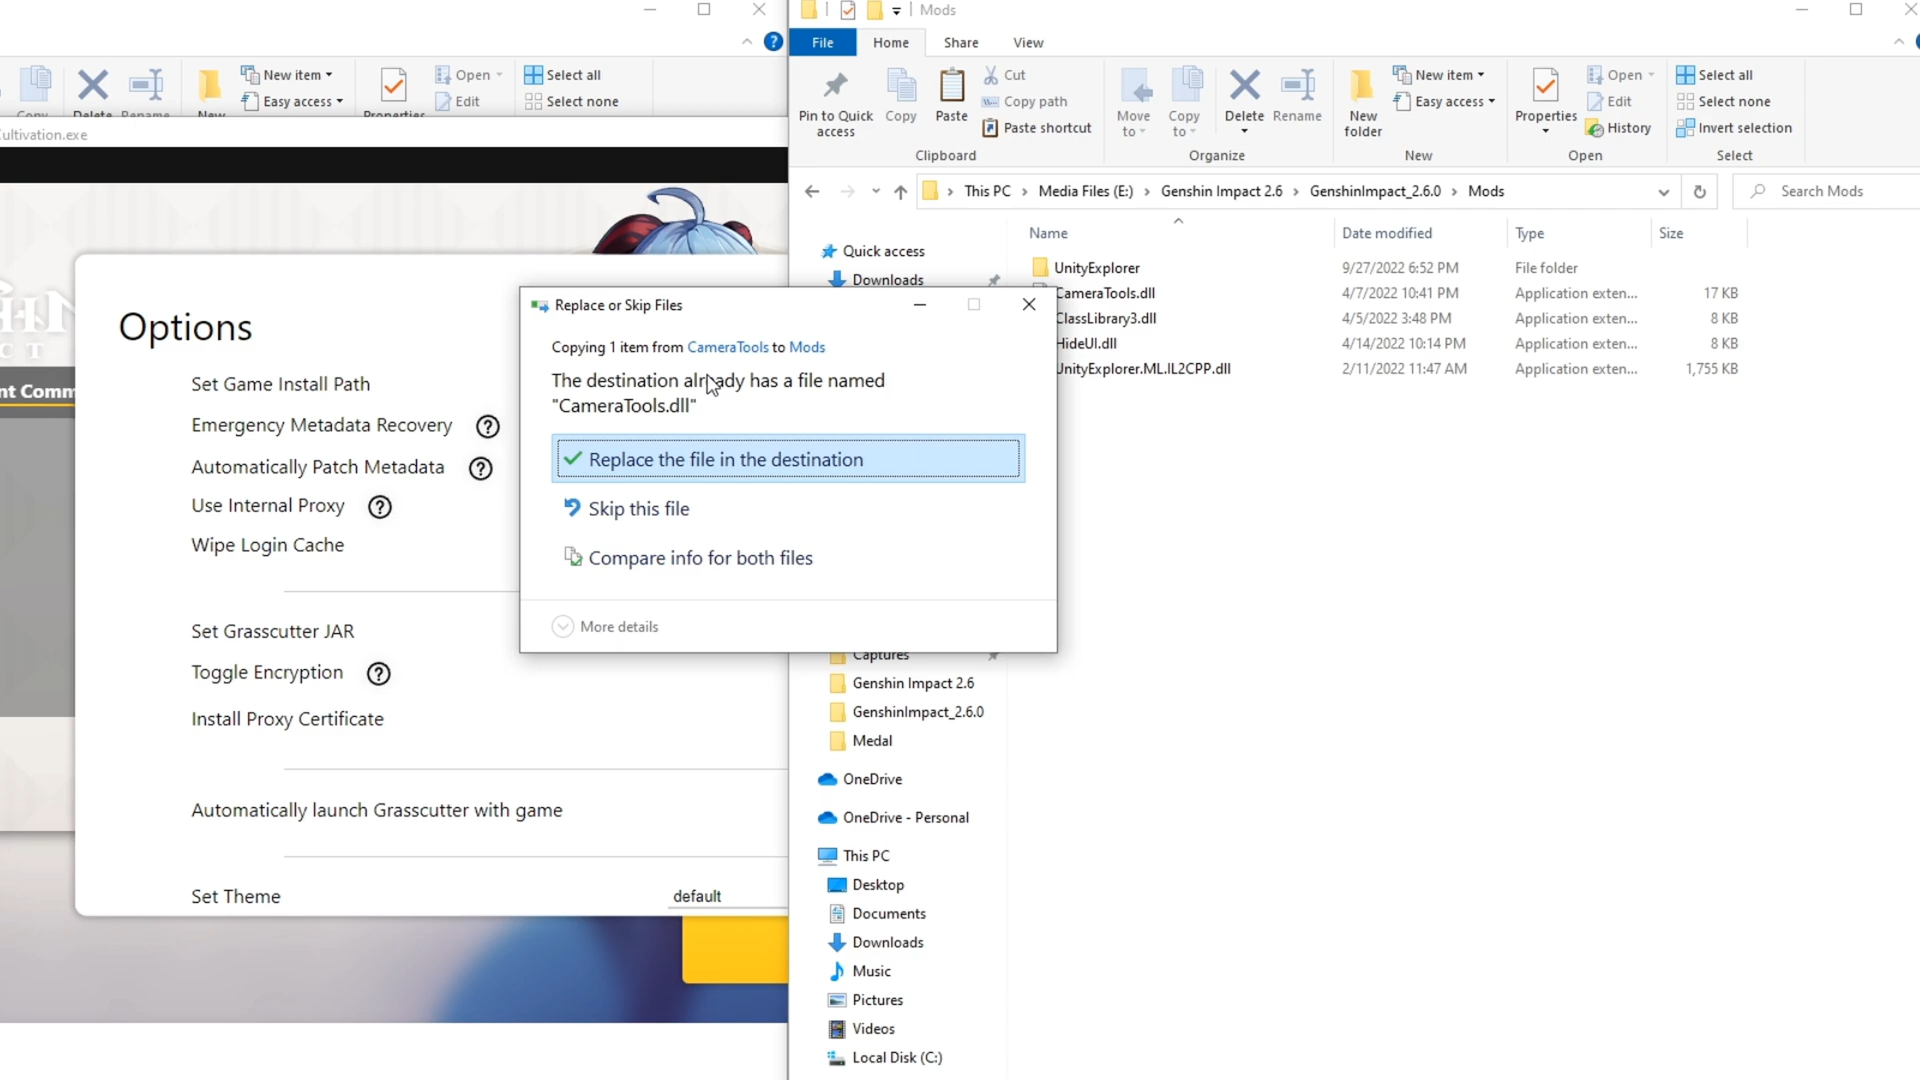 Copy
Delete
Rename
New
New item
Easy access
Properties
Open
Edit
Select all
Select none
ultivation.exe
nt Comm
Options
Set Game Install Path
Emergency Metadata Recovery ?
Automatically Patch Metadata ?
Use Internal Proxy ?
Wipe Login Cache
Set Grasscutter JAR
Toggle Encryption ?
Install Proxy Certificate
Automatically launch Grasscutter with game
Set Theme default
Replace or Skip Files
Copying 1 item from CameraTools to Mods
The destination already has a file named
"CameraTools.dll"
Replace the file in the destination
Skip this file
Compare info for both files
More details
Mods
File Home Share View
Pin to Quick
access
Copy
Paste
Cut
Copy path
Paste shortcut
Clipboard
Move
to
Copy
to
Delete
Rename
Organize
New
folder
New item
Easy access
New
Properties
Open
Edit
History
Open
Select all
Select none
Invert selection
Select
This PC > Media Files (E:) > Genshin Impact 2.6 > GenshinImpact_2.6.0 > Mods
Search Mods
Name Date modified Type Size
UnityExplorer 9/27/2022 6:52 PM File folder
CameraTools.dll 4/7/2022 10:41 PM Application exten... 17 KB
ClassLibrary3.dll 4/5/2022 3:48 PM Application exten... 8 KB
HideUI.dll 4/14/2022 10:14 PM Application exten... 8 KB
UnityExplorer.ML.IL2CPP.dll 2/11/2022 11:47 AM Application exten... 1,755 KB
Quick access
Downloads
Captures
Genshin Impact 2.6
GenshinImpact_2.6.0
Medal
OneDrive
OneDrive - Personal
This PC
Desktop
Documents
Downloads
Music
Pictures
Videos
Local Disk (C:)